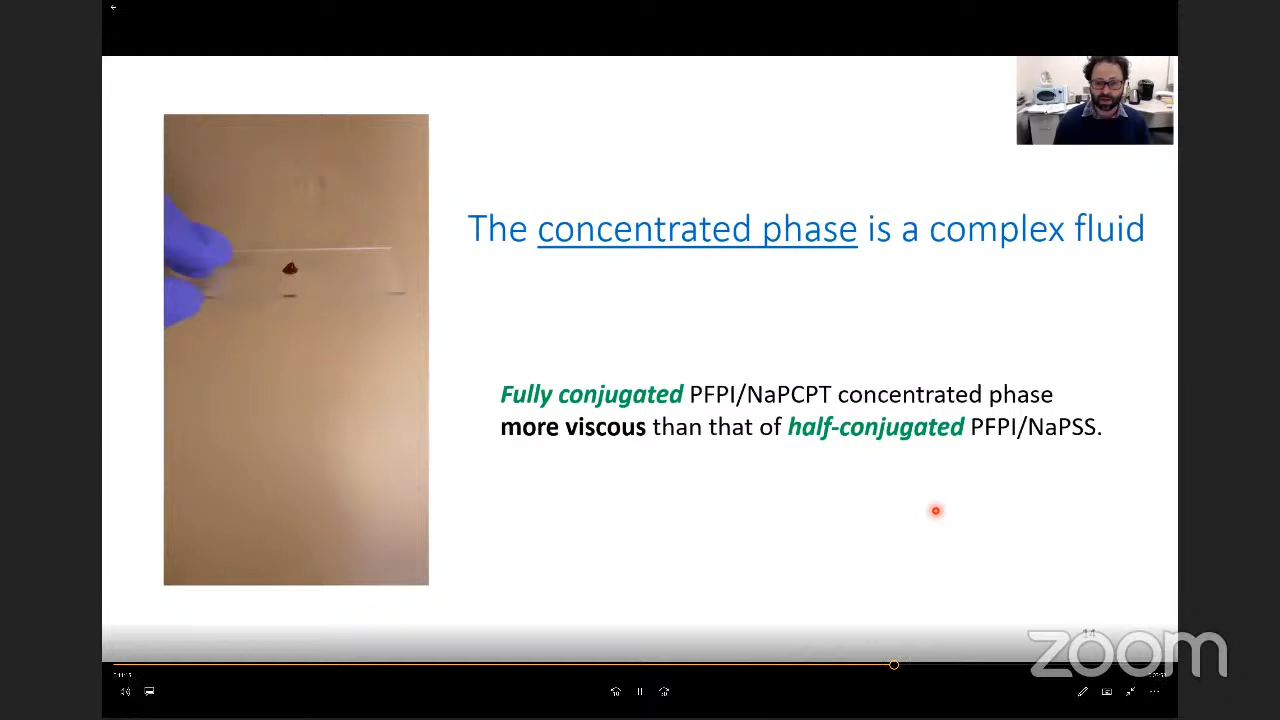 The concentrated phase is a complex fluid
Fully conjugated PFPI/NaPCPT concentrated phase
more viscous than that of half-conjugated PFPI/NaPSS.
14
zoom